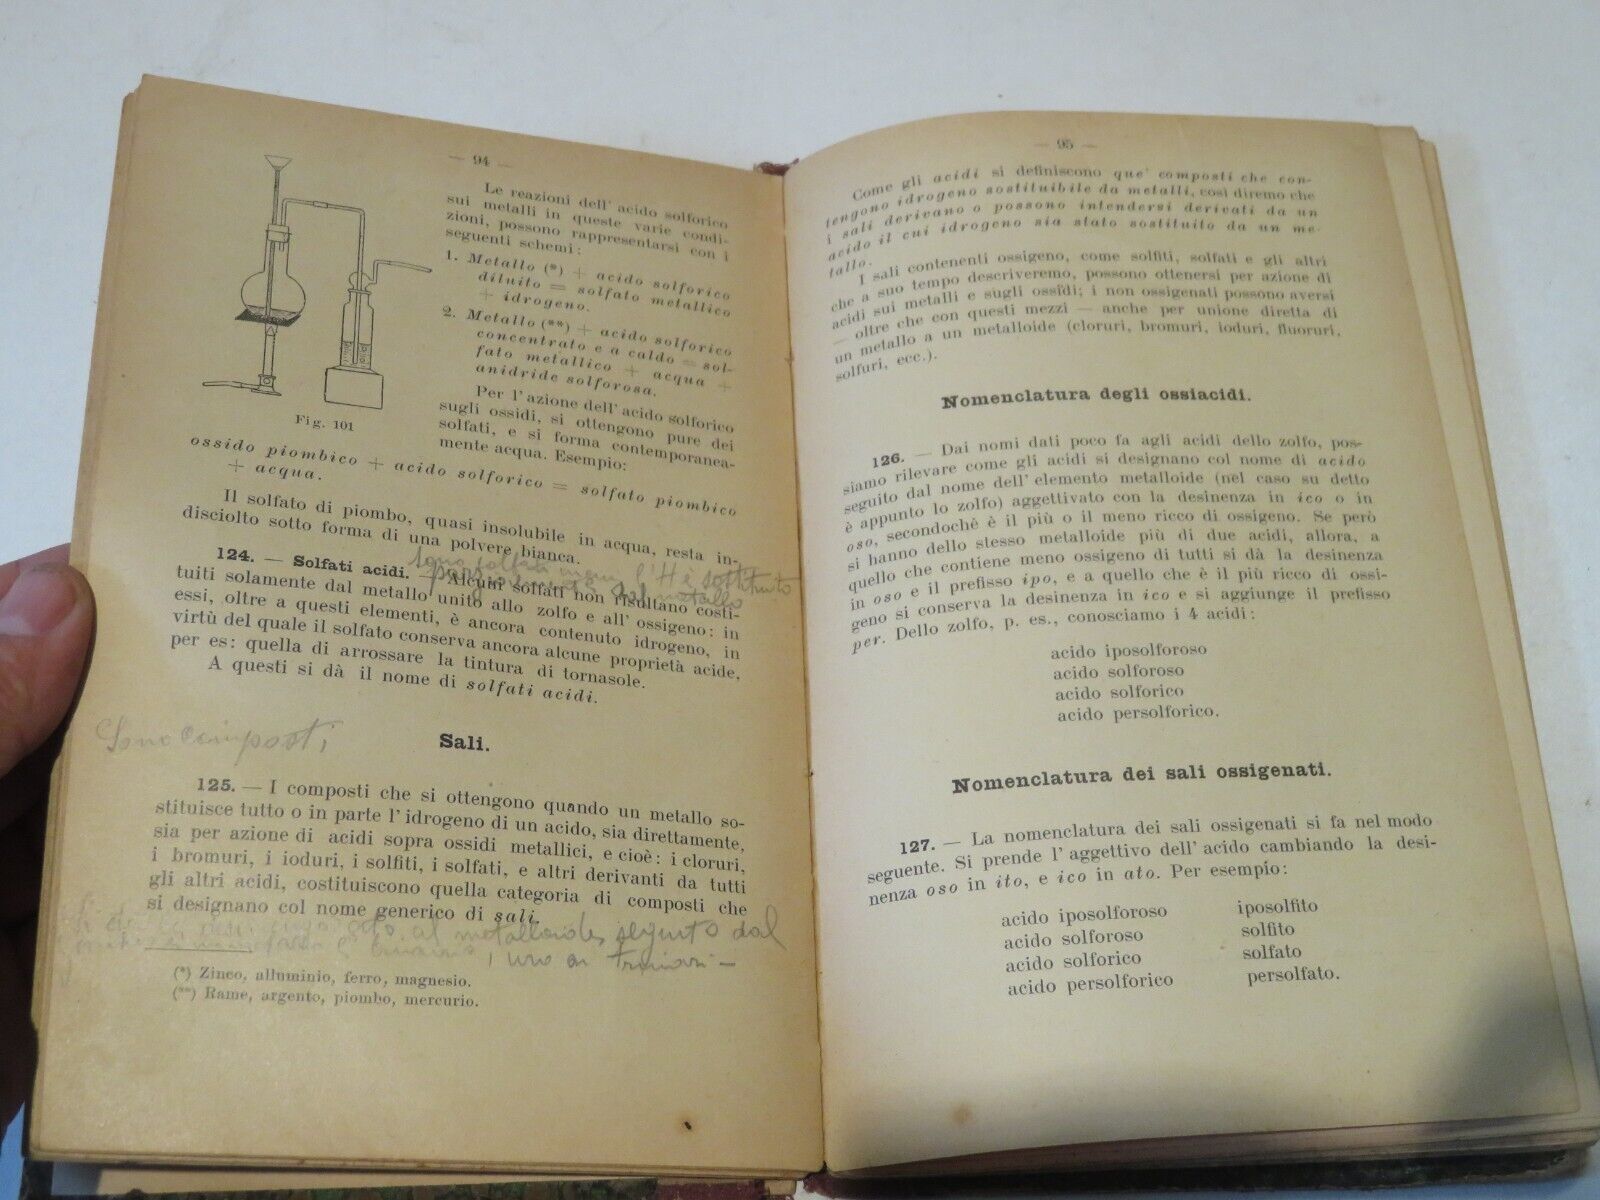 — 94 —
Le reazioni dell' acido solforico
sui metalli in queste varie condi-
zioni, possono rappresentarsi con i
seguenti schemi:
1. Metallo (*) + acido solforico
diluito = solfato metallico
+ idrogeno.
2. Metallo (**) + acido solforico
concentrato e a caldo = sol-
fato metallico + acqua +
anidride solforosa.
Per l' azione dell' acido solforico
sugli ossidi, si ottengono pure dei
solfati, e si forma contemporanea-
mente acqua. Esempio:
Fig. 101
ossido piombico + acido solforico = solfato piombico
+ acqua.
Il solfato di piombo, quasi insolubile in acqua, resta in-
disciolto sotto forma di una polvere bianca.
l'H è sostituito
dal metallo
124. — Solfati acidi. — Alcuni solfati non risultano costi-
tuiti solamente dal metallo unito allo zolfo e all' ossigeno: in
essi, oltre a questi elementi, è ancora contenuto idrogeno, in
virtù del quale il solfato conserva ancora alcune proprietà acide,
per es: quella di arrossare la tintura di tornasole.
A questi si dà il nome di solfati acidi.
Sono composti
Sali.
125. — I composti che si ottengono quando un metallo so-
stituisce tutto o in parte l' idrogeno di un acido, sia direttamente,
sia per azione di acidi sopra ossidi metallici, e cioè: i cloruri,
i bromuri, i ioduri, i solfiti, i solfati, e altri derivanti da tutti
gli altri acidi, costituiscono quella categoria di composti che
si designano col nome generico di sali.
al metalloide seguito dal
(*) Zinco, alluminio, ferro, magnesio.
(**) Rame, argento, piombo, mercurio.
— 95 —
Come gli acidi si definiscono que' composti che con-
tengono idrogeno sostituibile da metalli, così diremo che
i sali derivano o possono intendersi derivati da un
acido il cui idrogeno sia stato sostituito da un me-
tallo.
I sali contenenti ossigeno, come solfiti, solfati e gli altri
che a suo tempo descriveremo, possono ottenersi per azione di
acidi sui metalli e sugli ossidi; i non ossigenati possono aversi
— oltre che con questi mezzi — anche per unione diretta di
un metallo a un metalloide (cloruri, bromuri, ioduri, fluoruri,
solfuri, ecc.).
Nomenclatura degli ossiacidi.
126. — Dai nomi dati poco fa agli acidi dello zolfo, pos-
siamo rilevare come gli acidi si designano col nome di acido
seguito dal nome dell' elemento metalloide (nel caso su detto
è appunto lo zolfo) aggettivato con la desinenza in ico o in
oso, secondochè è il più o il meno ricco di ossigeno. Se però
si hanno dello stesso metalloide più di due acidi, allora, a
quello che contiene meno ossigeno di tutti si dà la desinenza
in oso e il prefisso ipo, e a quello che è il più ricco di ossi-
geno si conserva la desinenza in ico e si aggiunge il prefisso
per. Dello zolfo, p. es., conosciamo i 4 acidi:
acido iposolforoso
acido solforoso
acido solforico
acido persolforico.
Nomenclatura dei sali ossigenati.
127. — La nomenclatura dei sali ossigenati si fa nel modo
seguente. Si prende l' aggettivo dell' acido cambiando la desi-
nenza oso in ito, e ico in ato. Per esempio:
acido iposolforoso iposolfito
acido solforoso solfito
acido solforico solfato
acido persolforico persolfato.